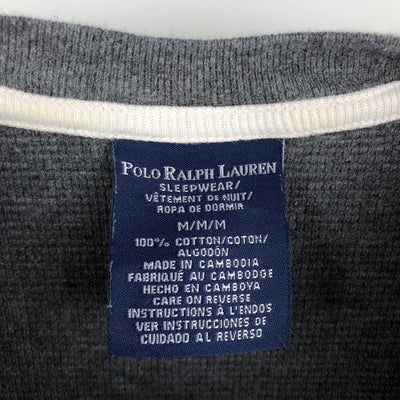 POLO RALPH LAUREN
SLEEPWEAR/
VÊTEMENT DE NUIT/
ROPA DE DORMIR
M/M/M
100% COTTON/COTON/
ALGODÓN
MADE IN CAMBODIA
FABRIQUÉ AU CAMBODGE
HECHO EN CAMBOYA
CARE ON REVERSE
INSTRUCTIONS À L'ENDOS
VER INSTRUCCIONES DE
CUIDADO AL REVERSO